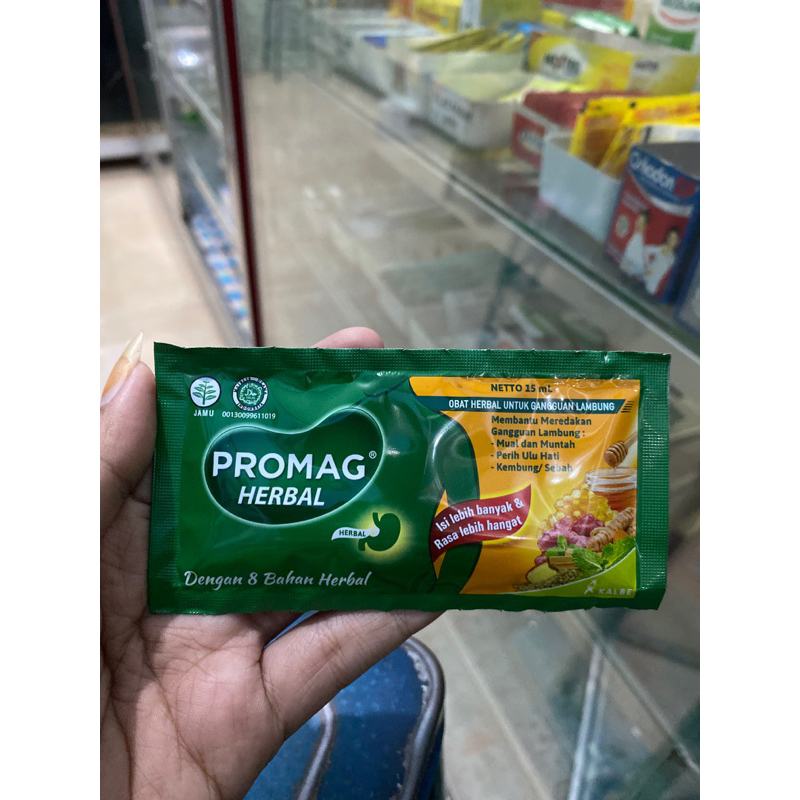 JAMU
00130099611019
PROMAG®
HERBAL
HERBAL
Dengan 8 Bahan Herbal
NETTO 15 mL
OBAT HERBAL UNTUK GANGGUAN LAMBUNG
Membantu Meredakan
Gangguan Lambung :
- Mual dan Muntah
- Perih Ulu Hati
- Kembung/ Sebah
Isi lebih banyak &
Rasa lebih hangat
KALBE